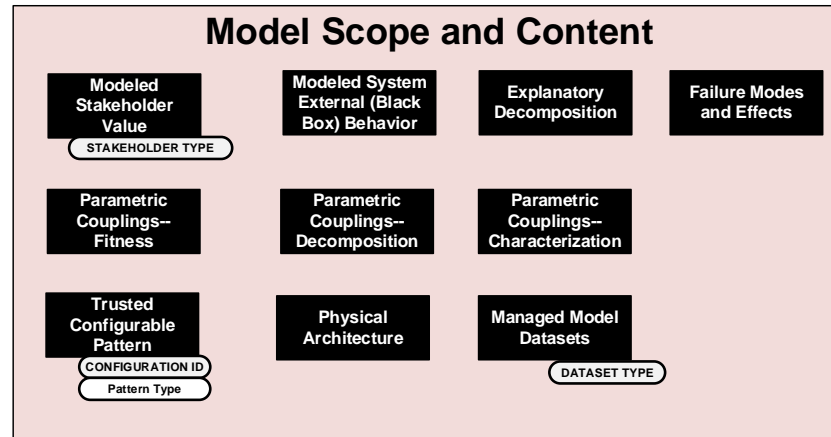 Model Scope and Content
Modeled
Stakeholder
Value
STAKEHOLDER TYPE
Modeled System
External (Black
Box) Behavior
Explanatory
Decomposition
Failure Modes
and Effects
Parametric
Couplings--
Fitness
Parametric
Couplings--
Decomposition
Parametric
Couplings--
Characterization
Trusted
Configurable
Pattern
CONFIGURATION ID
Pattern Type
Physical
Architecture
Managed Model
Datasets
DATASET TYPE